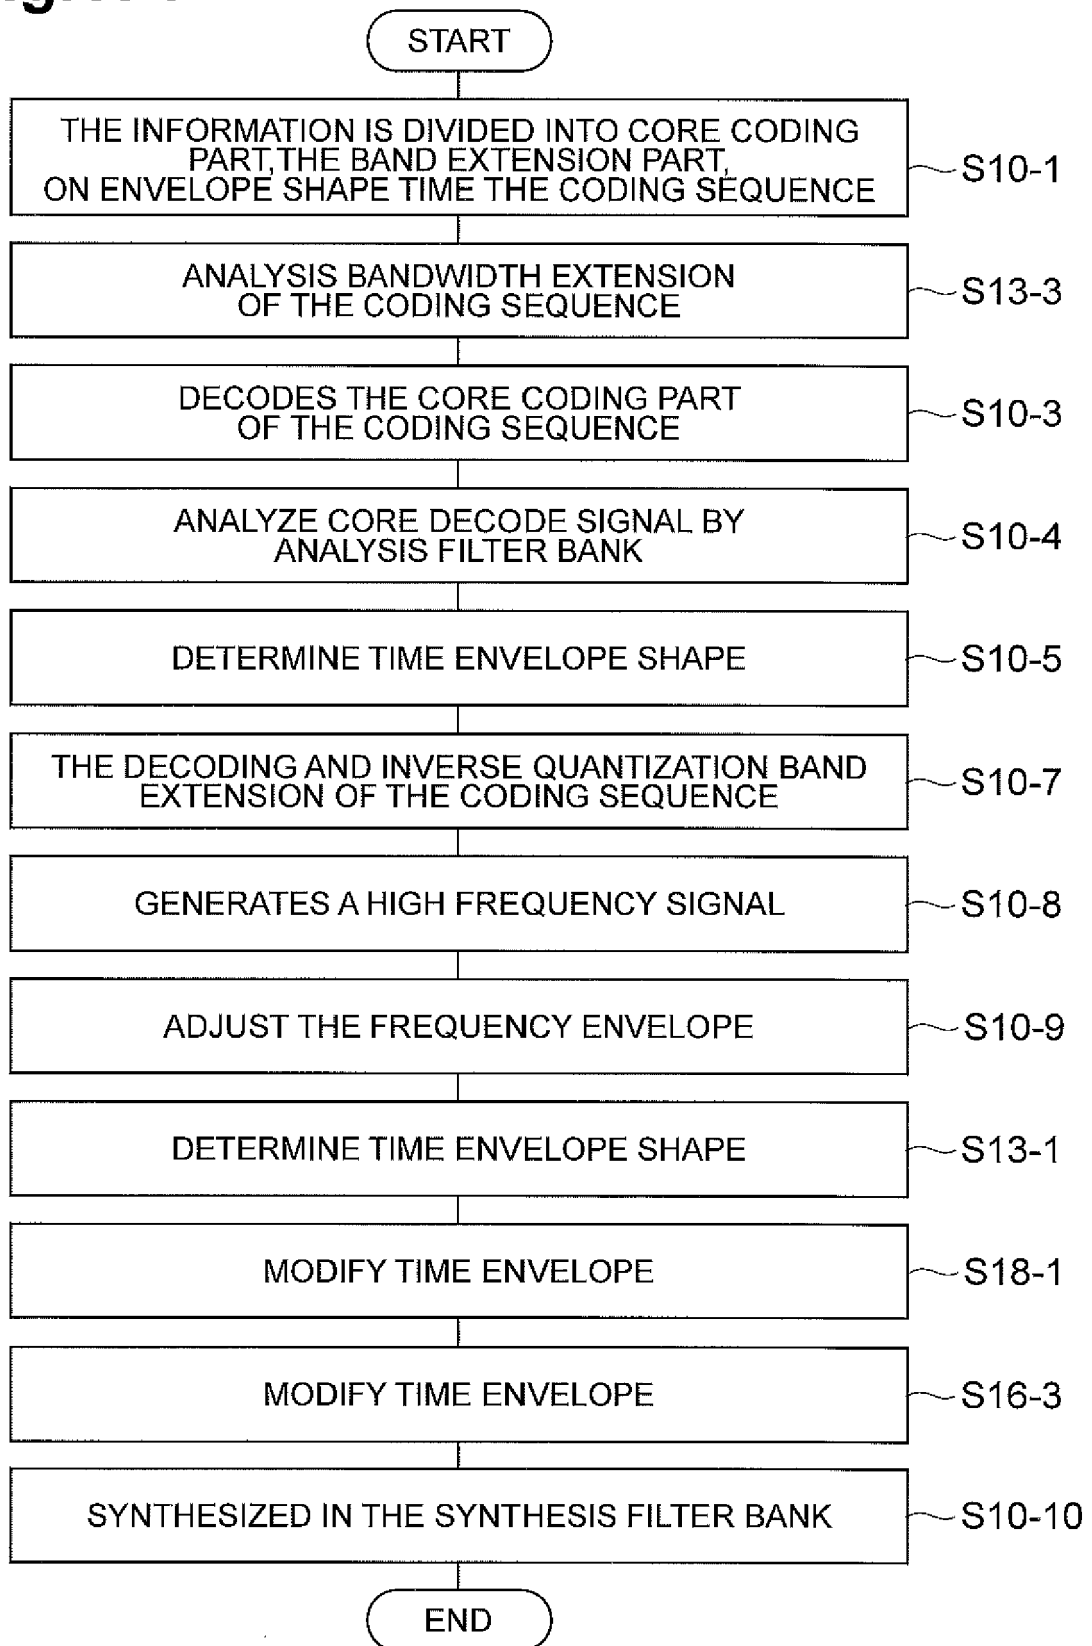 START
THE INFORMATION IS DIVIDED INTO CORE CODING
PART, THE BAND EXTENSION PART,
ON ENVELOPE SHAPE TIME THE CODING SEQUENCE
S10-1
ANALYSIS BANDWIDTH EXTENSION
OF THE CODING SEQUENCE
S13-3
DECODES THE CORE CODING PART
OF THE CODING SEQUENCE
S10-3
ANALYZE CORE DECODE SIGNAL BY
ANALYSIS FILTER BANK
S10-4
DETERMINE TIME ENVELOPE SHAPE
S10-5
THE DECODING AND INVERSE QUANTIZATION BAND
EXTENSION OF THE CODING SEQUENCE
S10-7
GENERATES A HIGH FREQUENCY SIGNAL
S10-8
ADJUST THE FREQUENCY ENVELOPE
S10-9
DETERMINE TIME ENVELOPE SHAPE
S13-1
MODIFY TIME ENVELOPE
S18-1
MODIFY TIME ENVELOPE
S16-3
SYNTHESIZED IN THE SYNTHESIS FILTER BANK
S10-10
END